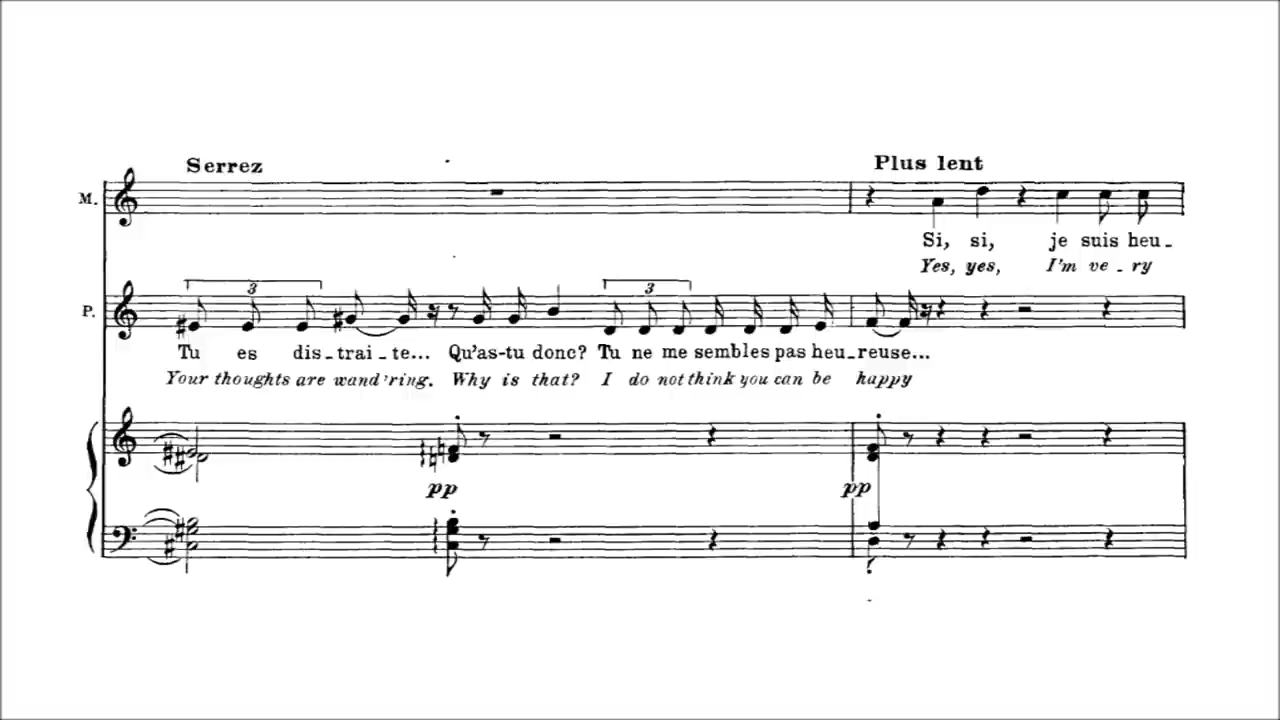 Serrez Plus lent
M.
Si, si, je suis heu-
Yes, yes, I'm ve-ry
3 3
P.
Tu es dis-trai-te... Qu'as-tu donc? Tu ne me sembles pas heu-reuse...
Your thoughts are wand'ring. Why is that? I do not think you can be happy
pp pp